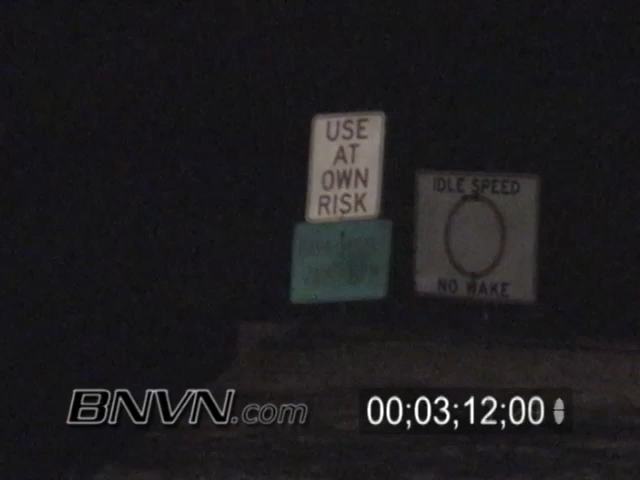 USE
AT
OWN
RISK
IDLE SPEED
NO WAKE
BNVN.com
00;03;12;00